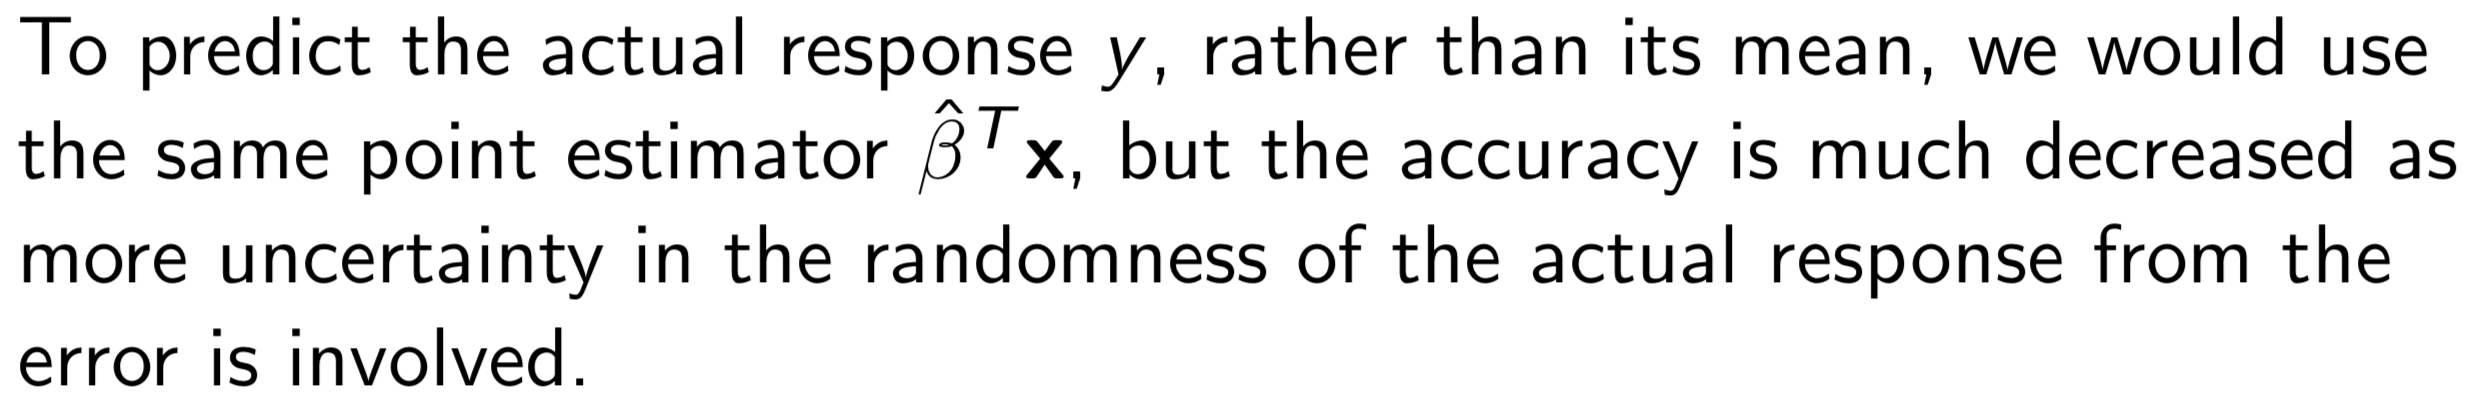 To predict the actual response y, rather than its mean, we would use
the same point estimator β̂ᵀx, but the accuracy is much decreased as
more uncertainty in the randomness of the actual response from the
error is involved.